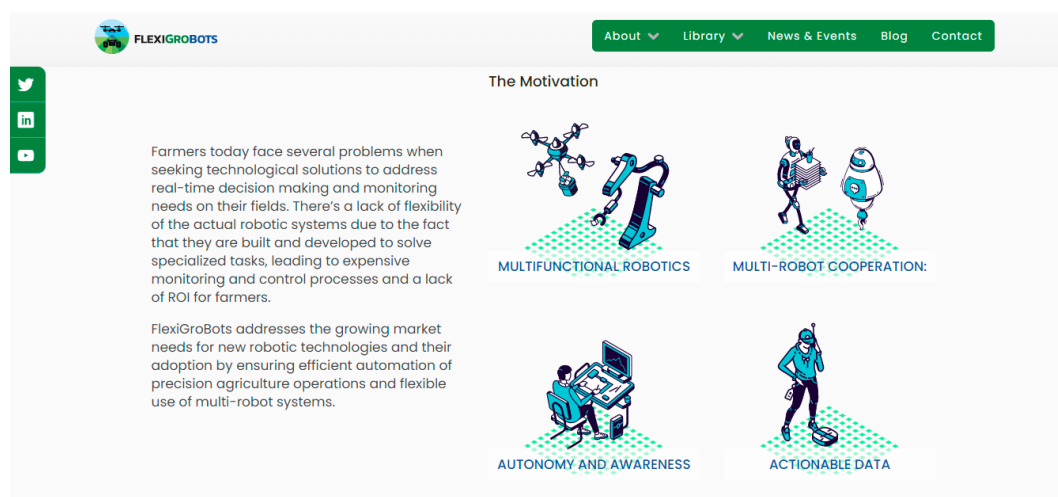 FLEXIGROBOTS
About Library News & Events Blog Contact
The Motivation
Farmers today face several problems when
seeking technological solutions to address
real-time decision making and monitoring
needs on their fields. There's a lack of flexibility
of the actual robotic systems due to the fact
that they are built and developed to solve
specialized tasks, leading to expensive
monitoring and control processes and a lack
of ROI for farmers.
FlexiGroBots addresses the growing market
needs for new robotic technologies and their
adoption by ensuring efficient automation of
precision agriculture operations and flexible
use of multi-robot systems.
MULTIFUNCTIONAL ROBOTICS
MULTI-ROBOT COOPERATION:
AUTONOMY AND AWARENESS
ACTIONABLE DATA